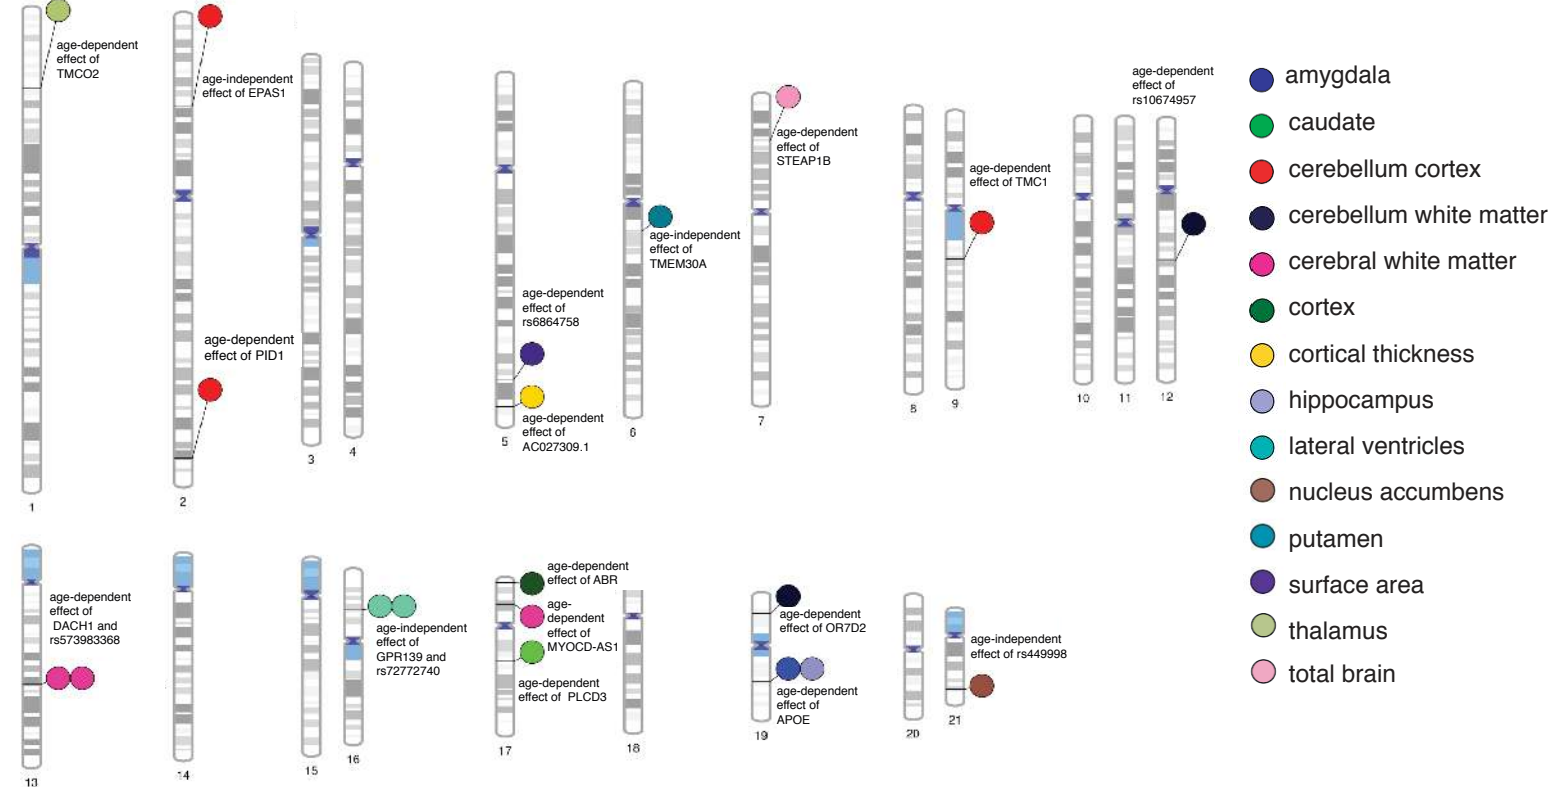 age-dependent
effect of
TMCO2
age-independent
effect of EPAS1
age-dependent
effect of PID1
age-dependent
effect of
rs6864758
age-dependent
effect of
AC027309.1
age-independent
effect of
TMEM30A
age-dependent
effect of
STEAP1B
age-dependent
effect of TMC1
age-dependent
effect of
rs10674957
1
2
3
4
5
6
7
8
9
10
11
12
age-dependent
effect of
DACH1 and
rs573983368
age-independent
effect of
GPR139 and
rs72772740
age-dependent
effect of ABR
age-
dependent
effect of
MYOCD-AS1
age-dependent
effect of PLCD3
age-dependent
effect of OR7D2
age-dependent
effect of
APOE
age-independent
effect of rs449998
13
14
15
16
17
18
19
20
21
amygdala
caudate
cerebellum cortex
cerebellum white matter
cerebral white matter
cortex
cortical thickness
hippocampus
lateral ventricles
nucleus accumbens
putamen
surface area
thalamus
total brain